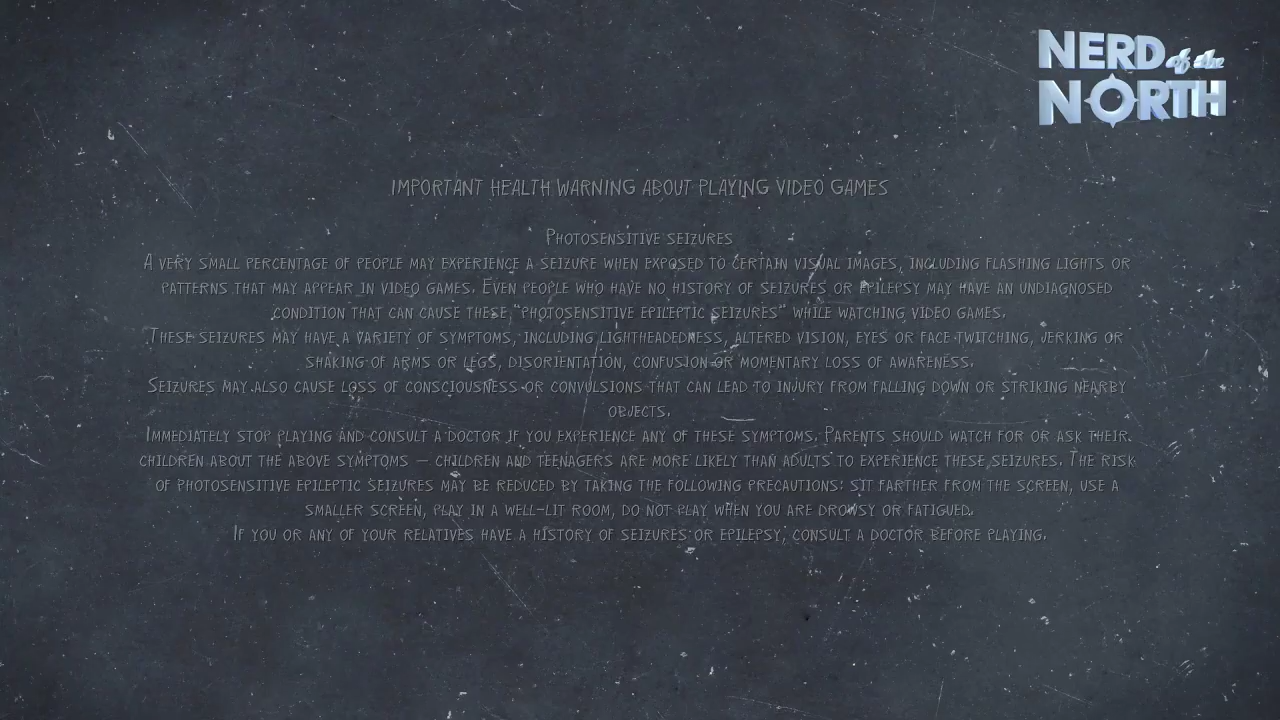 NERD of the
NORTH
IMPORTANT HEALTH WARNING ABOUT PLAYING VIDEO GAMES
PHOTOSENSITIVE SEIZURES
A VERY SMALL PERCENTAGE OF PEOPLE MAY EXPERIENCE A SEIZURE WHEN EXPOSED TO CERTAIN VISUAL IMAGES, INCLUDING FLASHING LIGHTS OR
PATTERNS THAT MAY APPEAR IN VIDEO GAMES. EVEN PEOPLE WHO HAVE NO HISTORY OF SEIZURES OR EPILEPSY MAY HAVE AN UNDIAGNOSED
CONDITION THAT CAN CAUSE THESE "PHOTOSENSITIVE EPILEPTIC SEIZURES" WHILE WATCHING VIDEO GAMES.
THESE SEIZURES MAY HAVE A VARIETY OF SYMPTOMS, INCLUDING LIGHTHEADEDNESS, ALTERED VISION, EYES OR FACE TWITCHING, JERKING OR
SHAKING OF ARMS OR LEGS, DISORIENTATION, CONFUSION OR MOMENTARY LOSS OF AWARENESS.
SEIZURES MAY ALSO CAUSE LOSS OF CONSCIOUSNESS OR CONVULSIONS THAT CAN LEAD TO INJURY FROM FALLING DOWN OR STRIKING NEARBY
OBJECTS.
IMMEDIATELY STOP PLAYING AND CONSULT A DOCTOR IF YOU EXPERIENCE ANY OF THESE SYMPTOMS. PARENTS SHOULD WATCH FOR OR ASK THEIR
CHILDREN ABOUT THE ABOVE SYMPTOMS – CHILDREN AND TEENAGERS ARE MORE LIKELY THAN ADULTS TO EXPERIENCE THESE SEIZURES. THE RISK
OF PHOTOSENSITIVE EPILEPTIC SEIZURES MAY BE REDUCED BY TAKING THE FOLLOWING PRECAUTIONS: SIT FARTHER FROM THE SCREEN, USE A
SMALLER SCREEN, PLAY IN A WELL-LIT ROOM, DO NOT PLAY WHEN YOU ARE DROWSY OR FATIGUED.
IF YOU OR ANY OF YOUR RELATIVES HAVE A HISTORY OF SEIZURES OR EPILEPSY, CONSULT A DOCTOR BEFORE PLAYING.